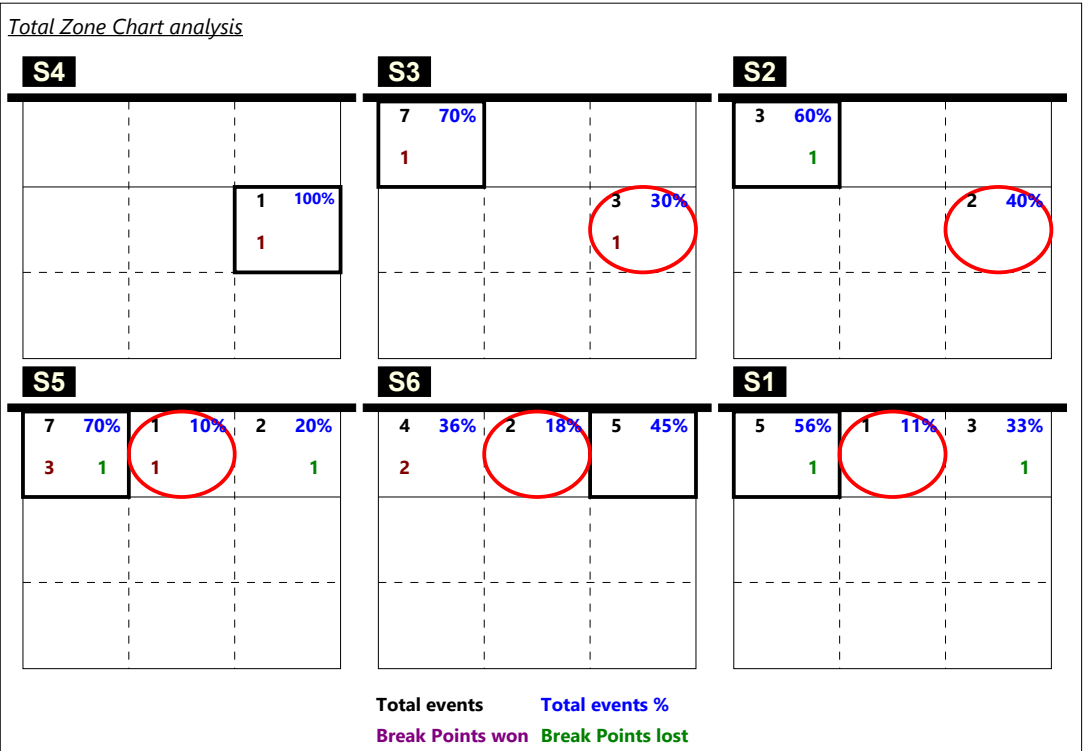 Total Zone Chart analysis
S4 S3 S2
7 70% 3 60%
1 1
1 100% 3 30% 2 40%
1 1
S5 S6 S1
7 70% 1 10% 2 20% 4 36% 2 18% 5 45% 5 56% 1 11% 3 33%
3 1 1 1 2 1 1
Total events Total events %
Break Points won Break Points lost